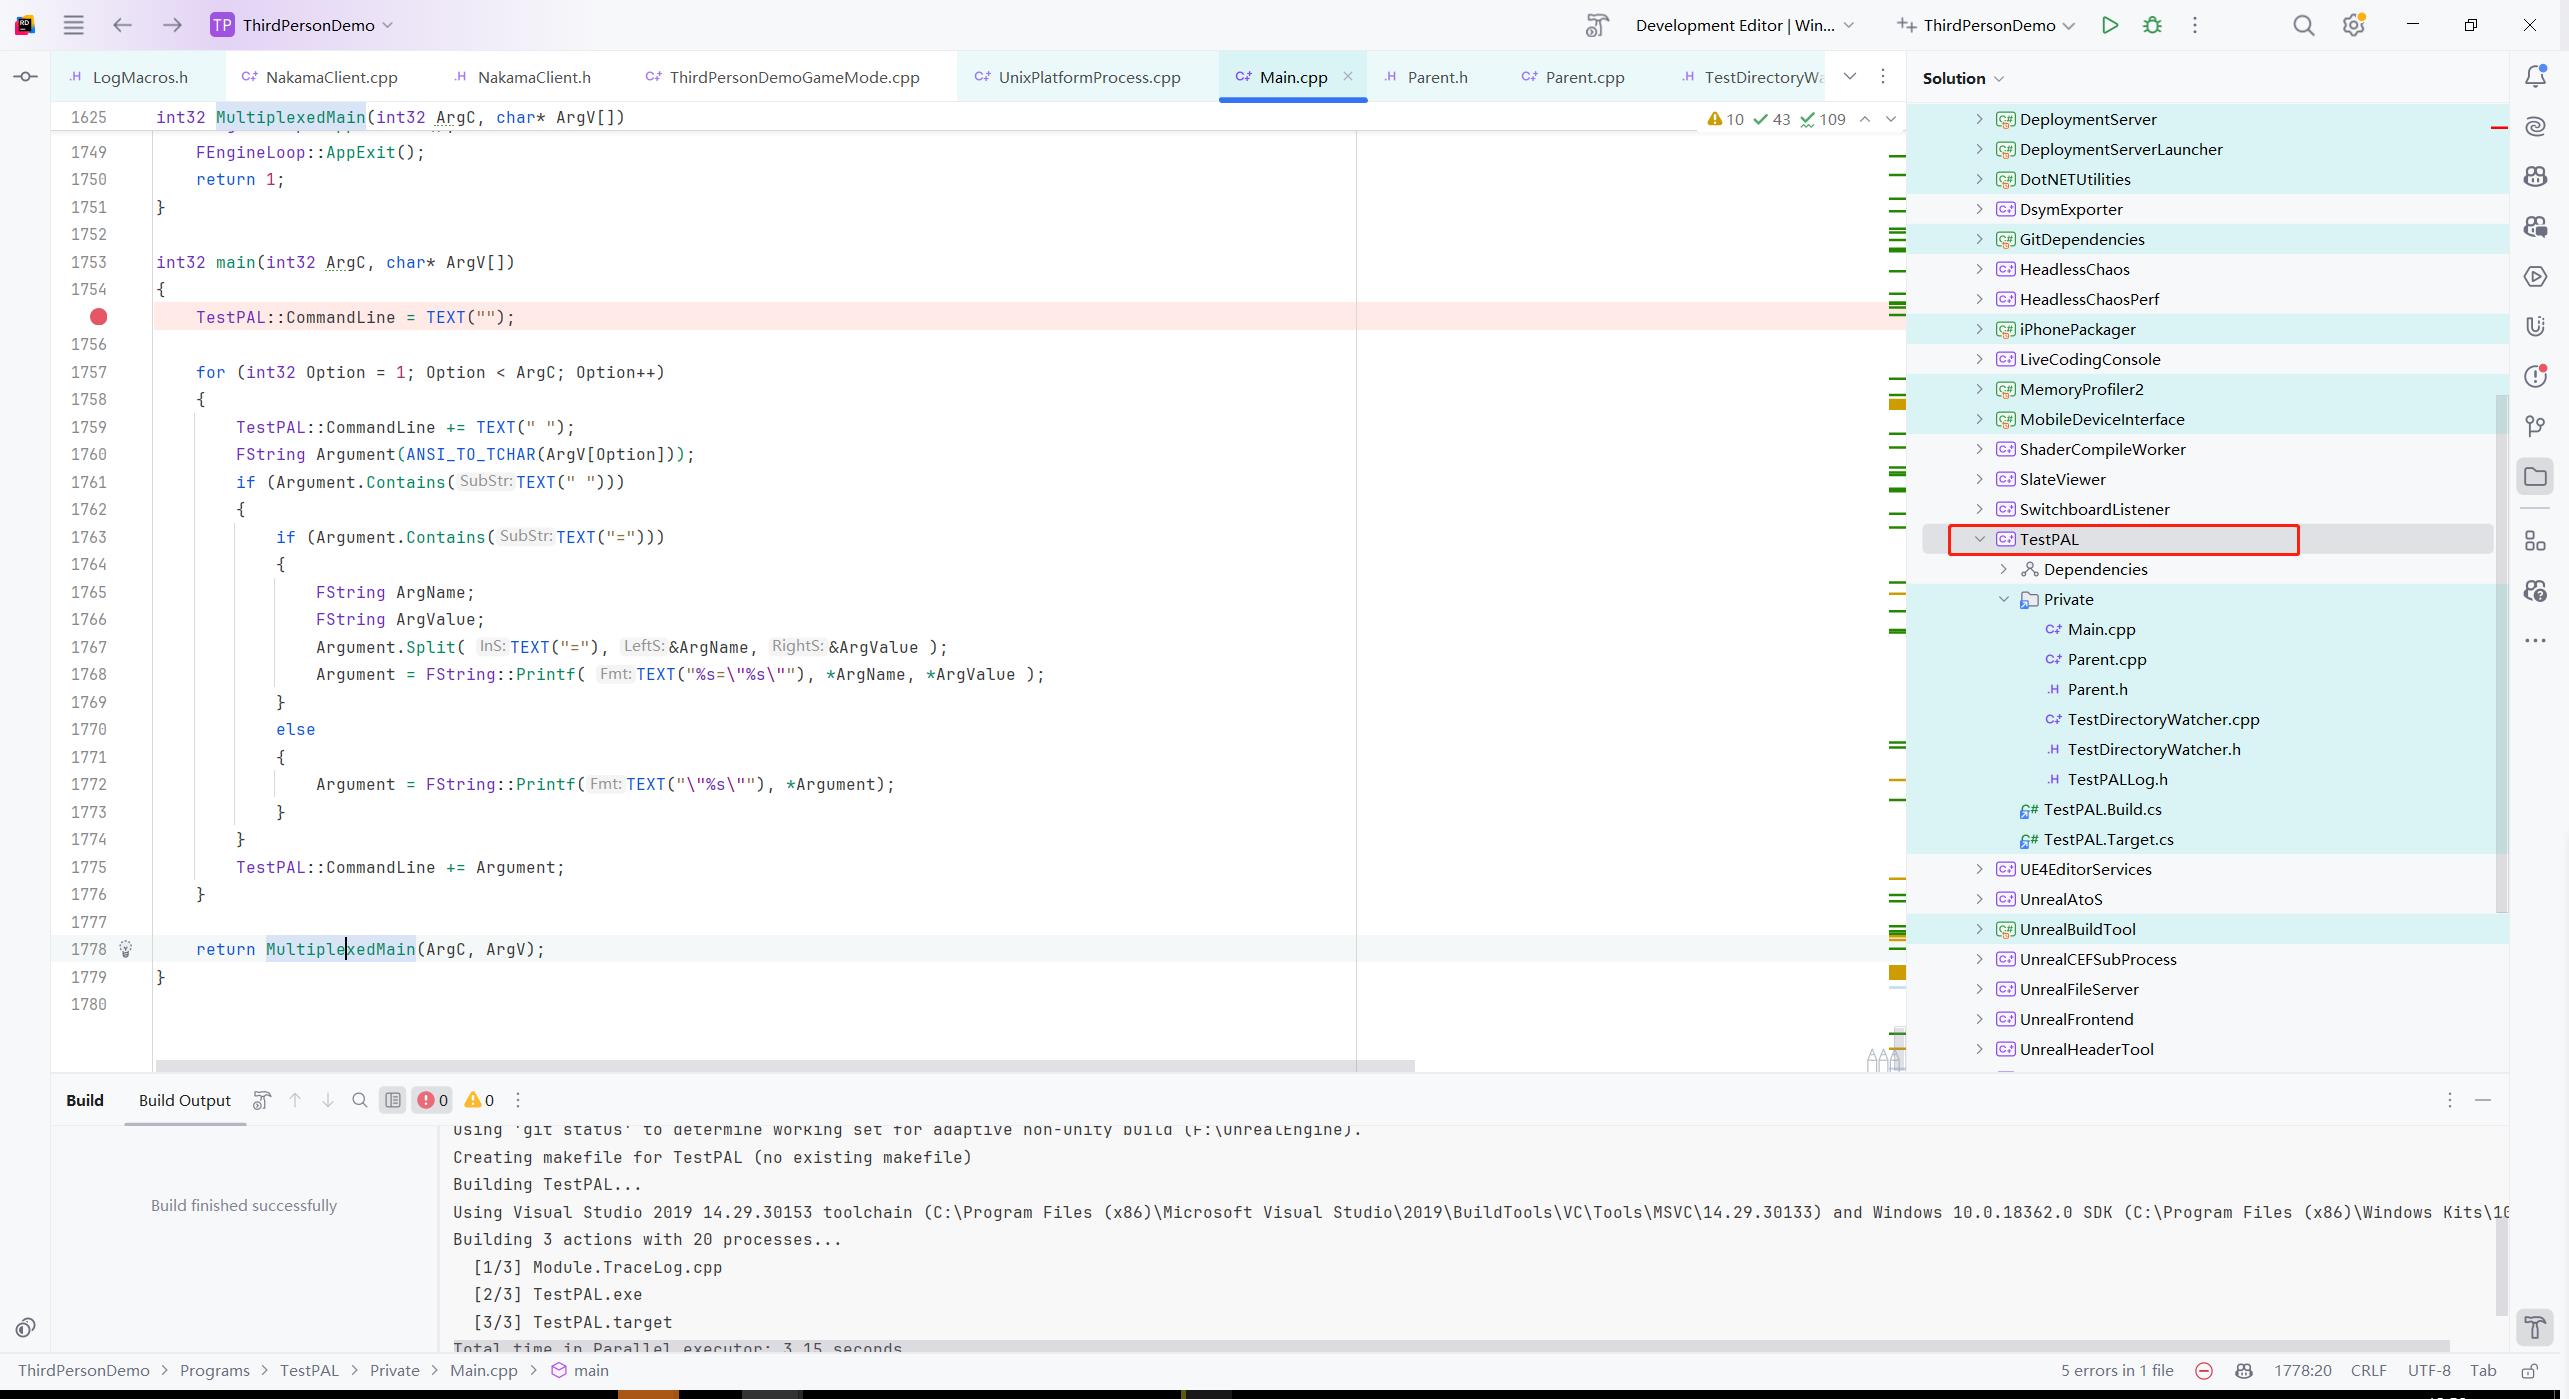 TP ThirdPersonDemo
Development Editor | Win...
ThirdPersonDemo
LogMacros.h
NakamaClient.cpp
NakamaClient.h
ThirdPersonDemoGameMode.cpp
UnixPlatformProcess.cpp
Main.cpp
Parent.h
Parent.cpp
TestDirectoryWa
1625 int32 MultiplexedMain(int32 ArgC, char* ArgV[])
10 43 109
1749 FEngineLoop::AppExit();
1750 return 1;
1751 }
1752
1753 int32 main(int32 ArgC, char* ArgV[])
1754 {
TestPAL::CommandLine = TEXT("");
1756
1757 for (int32 Option = 1; Option < ArgC; Option++)
1758 {
1759 TestPAL::CommandLine += TEXT(" ");
1760 FString Argument(ANSI_TO_TCHAR(ArgV[Option]));
1761 if (Argument.Contains( SubStr: TEXT(" ")))
1762 {
1763 if (Argument.Contains( SubStr: TEXT("=")))
1764 {
1765 FString ArgName;
1766 FString ArgValue;
1767 Argument.Split( InS: TEXT("="), LeftS: &ArgName, RightS: &ArgValue );
1768 Argument = FString::Printf( Fmt: TEXT("%s=\"%s\""), *ArgName, *ArgValue );
1769 }
1770 else
1771 {
1772 Argument = FString::Printf( Fmt: TEXT("\"%s\""), *Argument);
1773 }
1774 }
1775 TestPAL::CommandLine += Argument;
1776 }
1777
1778 return MultiplexedMain(ArgC, ArgV);
1779 }
1780
Solution
DeploymentServer
DeploymentServerLauncher
DotNETUtilities
DsymExporter
GitDependencies
HeadlessChaos
HeadlessChaosPerf
iPhonePackager
LiveCodingConsole
MemoryProfiler2
MobileDeviceInterface
ShaderCompileWorker
SlateViewer
SwitchboardListener
TestPAL
Dependencies
Private
Main.cpp
Parent.cpp
Parent.h
TestDirectoryWatcher.cpp
TestDirectoryWatcher.h
TestPALLog.h
TestPAL.Build.cs
TestPAL.Target.cs
UE4EditorServices
UnrealAtoS
UnrealBuildTool
UnrealCEFSubProcess
UnrealFileServer
UnrealFrontend
UnrealHeaderTool
Build
Build Output
0
0
Build finished successfully
Using 'git status' to determine working set for adaptive non-unity build (F:\UnrealEngine).
Creating makefile for TestPAL (no existing makefile)
Building TestPAL...
Using Visual Studio 2019 14.29.30153 toolchain (C:\Program Files (x86)\Microsoft Visual Studio\2019\BuildTools\VC\Tools\MSVC\14.29.30133) and Windows 10.0.18362.0 SDK (C:\Program Files (x86)\Windows Kits\10
Building 3 actions with 20 processes...
[1/3] Module.TraceLog.cpp
[2/3] TestPAL.exe
[3/3] TestPAL.target
Total time in Parallel executor: 3.15 seconds
ThirdPersonDemo > Programs > TestPAL > Private > Main.cpp > main
5 errors in 1 file
1778:20 CRLF UTF-8 Tab